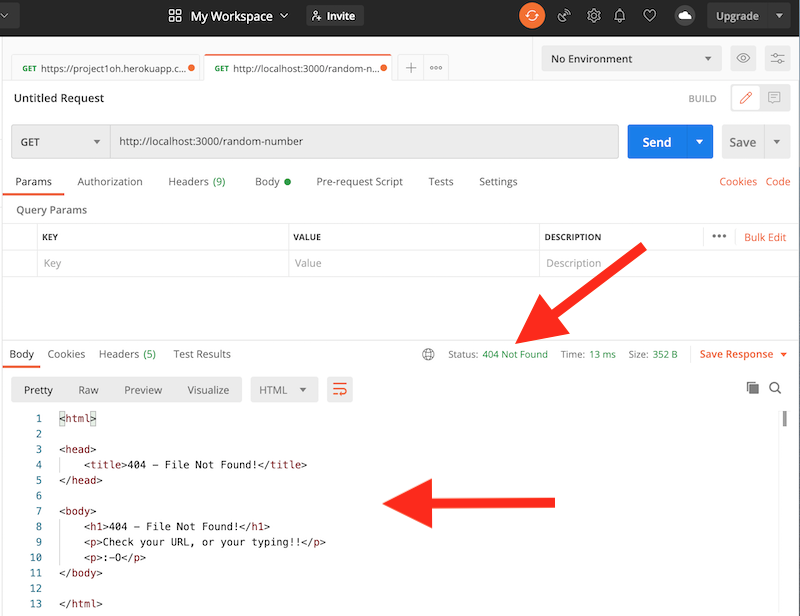 My Workspace Invite Upgrade
GET https://project1oh.herokuapp.c... GET http://localhost:3000/random-n... No Environment
Untitled Request BUILD
GET http://localhost:3000/random-number Send Save
Params Authorization Headers (9) Body Pre-request Script Tests Settings Cookies Code
Query Params
KEY VALUE DESCRIPTION Bulk Edit
Key Value Description
Body Cookies Headers (5) Test Results Status: 404 Not Found Time: 13 ms Size: 352 B Save Response
Pretty Raw Preview Visualize HTML
1 <html>
2
3 <head>
4 <title>404 - File Not Found!</title>
5 </head>
6
7 <body>
8 <h1>404 - File Not Found!</h1>
9 <p>Check your URL, or your typing!!</p>
10 <p>:-O</p>
11 </body>
12
13 </html>